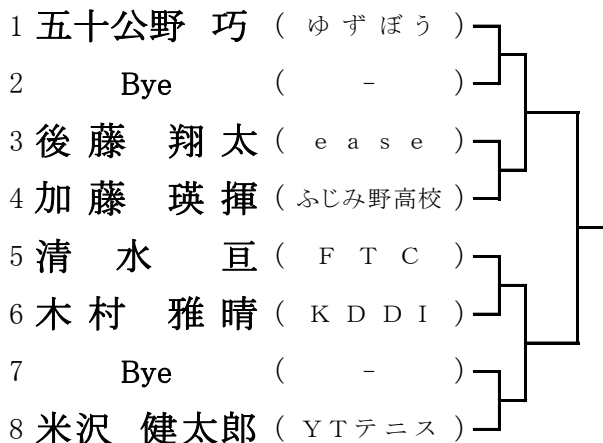 1 五十公野 巧 ( ゆずぼう )
2 Bye ( - )
3 後藤 翔太 ( ease )
4 加藤 瑛揮 ( ふじみ野高校 )
5 清水 亘 ( FTC )
6 木村 雅晴 ( KDDI )
7 Bye ( - )
8 米沢 健太郎 ( YTテニス )